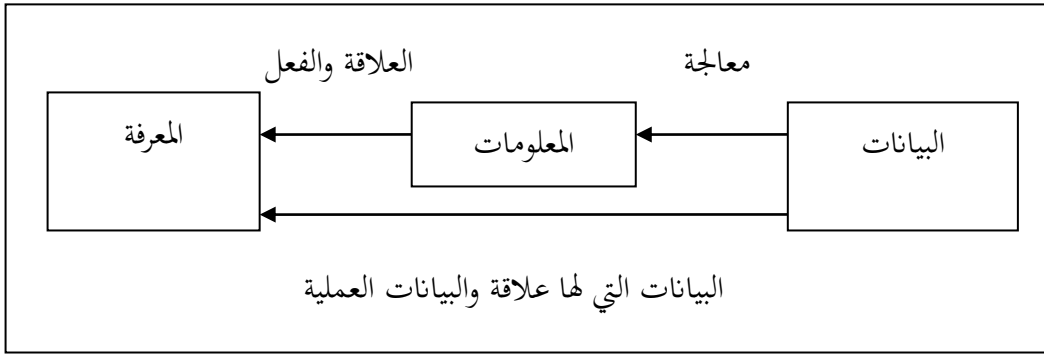 معالجة
العلاقة والفعل
البيانات
المعلومات
المعرفة
البيانات التي لها علاقة والبيانات العملية